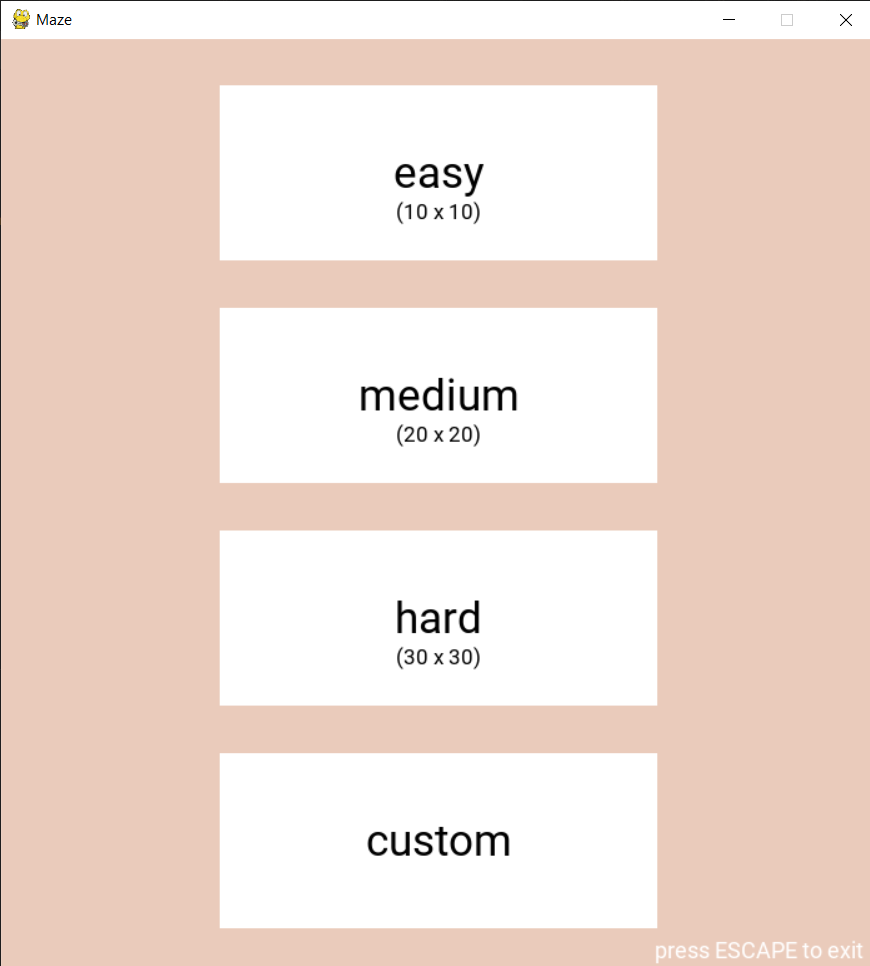 Maze
easy
(10 x 10)
medium
(20 x 20)
hard
(30 x 30)
custom
press ESCAPE to exit